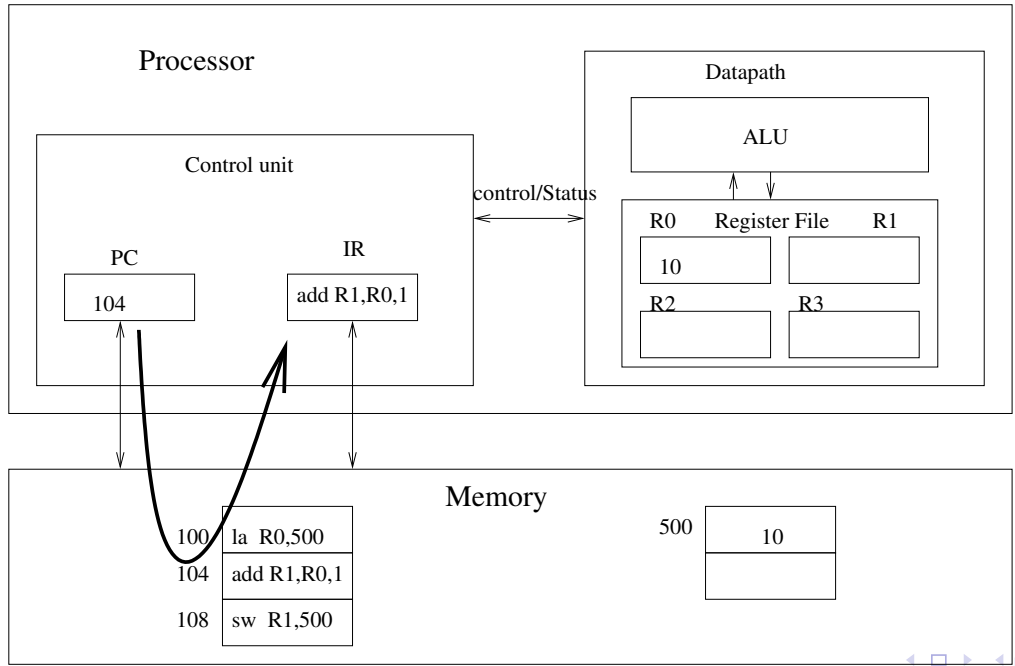 Processor
Datapath
ALU
Control unit
control/Status
R0 Register File R1
PC
IR
10
104
add R1,R0,1
R2 R3
Memory
100 la R0,500
104 add R1,R0,1
108 sw R1,500
500 10